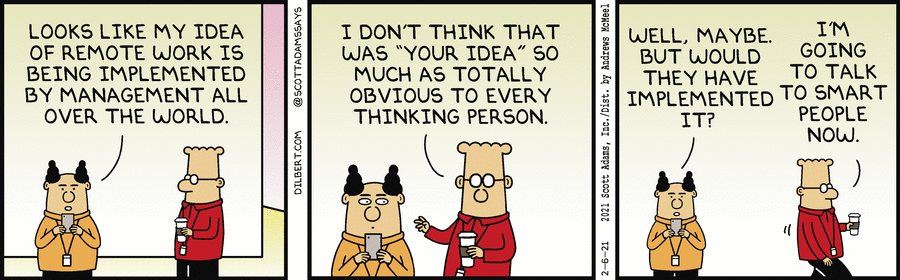 LOOKS LIKE MY IDEA
OF REMOTE WORK IS
BEING IMPLEMENTED
BY MANAGEMENT ALL
OVER THE WORLD.
DILBERT.COM @SCOTTADAMSSAYS
I DON'T THINK THAT
WAS "YOUR IDEA" SO
MUCH AS TOTALLY
OBVIOUS TO EVERY
THINKING PERSON.
2-6-21 2021 Scott Adams, Inc./Dist. by Andrews McMeel
WELL, MAYBE.
BUT WOULD
THEY HAVE
IMPLEMENTED
IT?
I'M
GOING
TO TALK
TO SMART
PEOPLE
NOW.